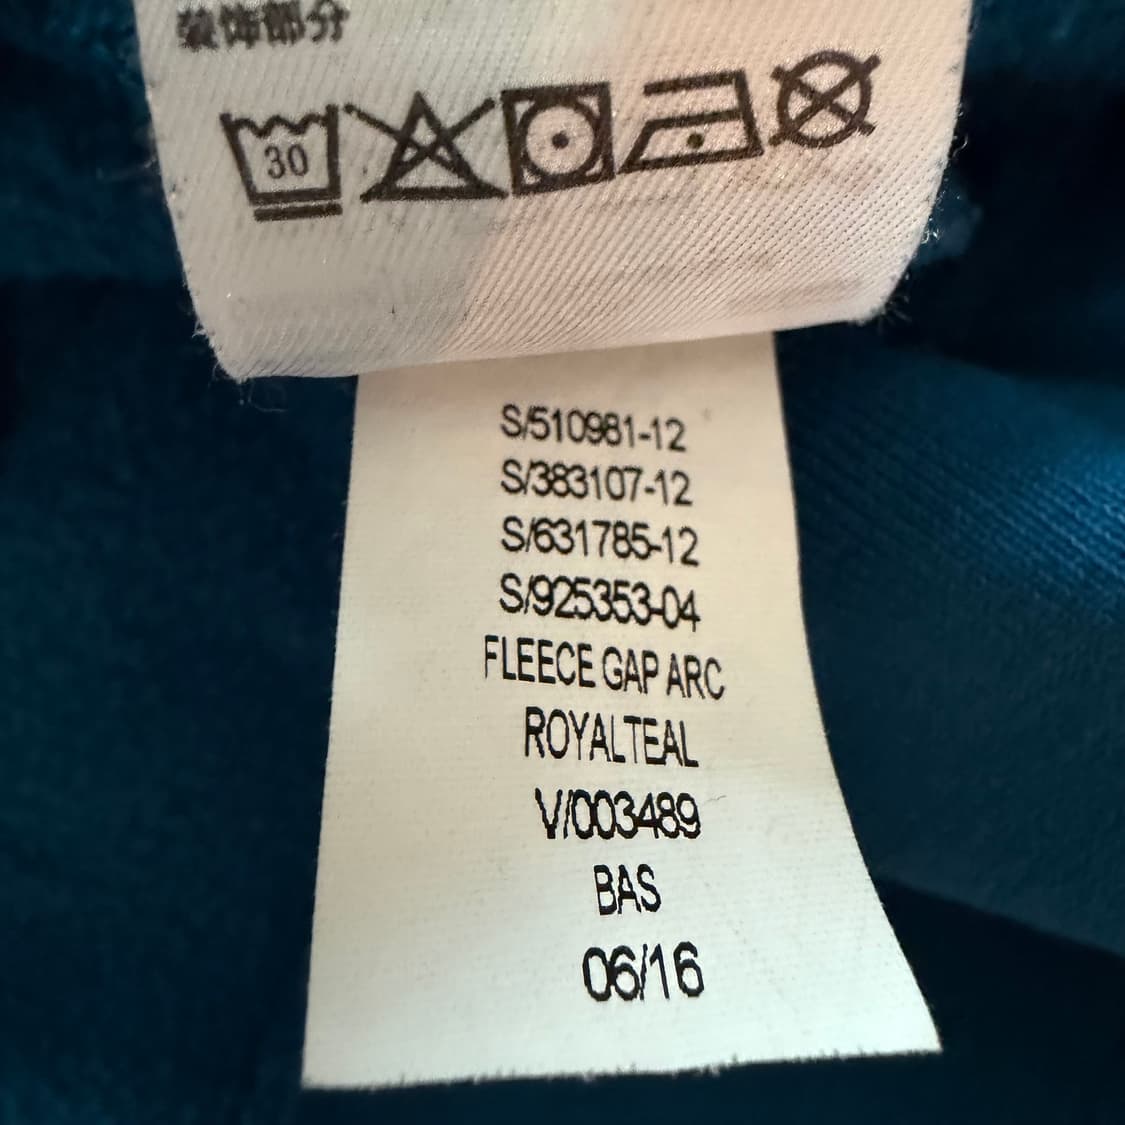 装饰部分
30
S/510981-12
S/383107-12
S/631785-12
S/925353-04
FLEECE GAP ARC
ROYALTEAL
V/003489
BAS
06/16